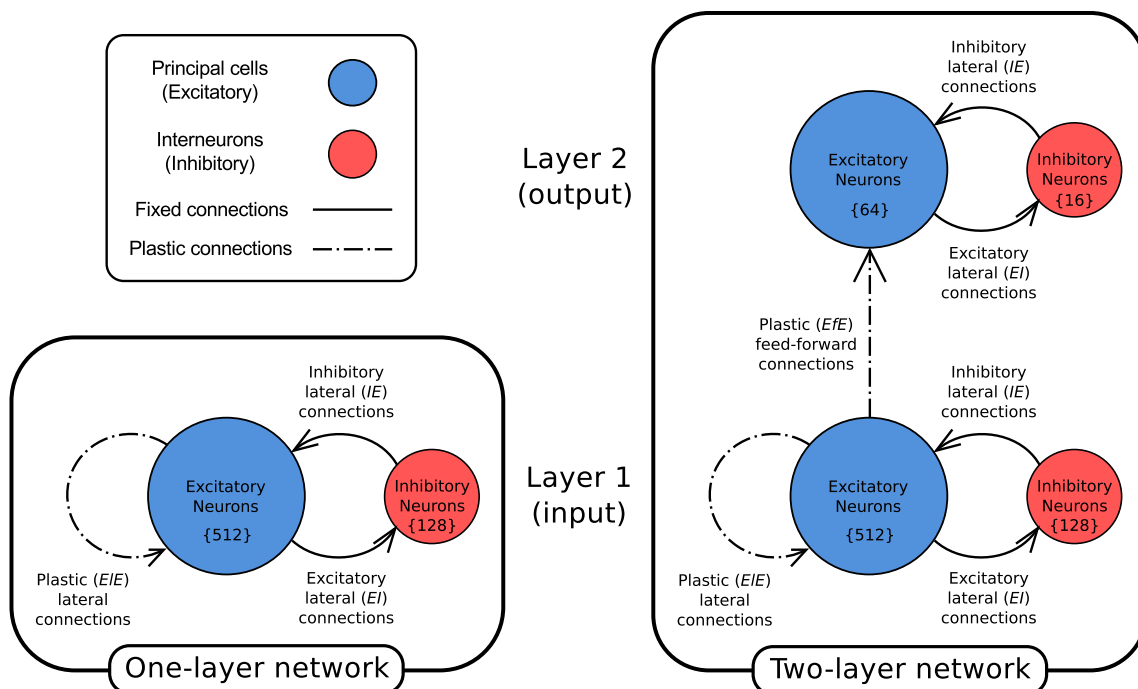 Principal cells
(Excitatory)
Interneurons
(Inhibitory)
Fixed connections
Plastic connections
Layer 2
(output)
Layer 1
(input)
Inhibitory
lateral (IE)
connections
Excitatory
Neurons
{512}
Inhibitory
Neurons
{128}
Plastic (ElE)
lateral
connections
Excitatory
lateral (EI)
connections
One-layer network
Inhibitory
lateral (IE)
connections
Excitatory
Neurons
{64}
Inhibitory
Neurons
{16}
Excitatory
lateral (EI)
connections
Plastic (EfE)
feed-forward
connections
Inhibitory
lateral (IE)
connections
Excitatory
Neurons
{512}
Inhibitory
Neurons
{128}
Plastic (ElE)
lateral
connections
Excitatory
lateral (EI)
connections
Two-layer network